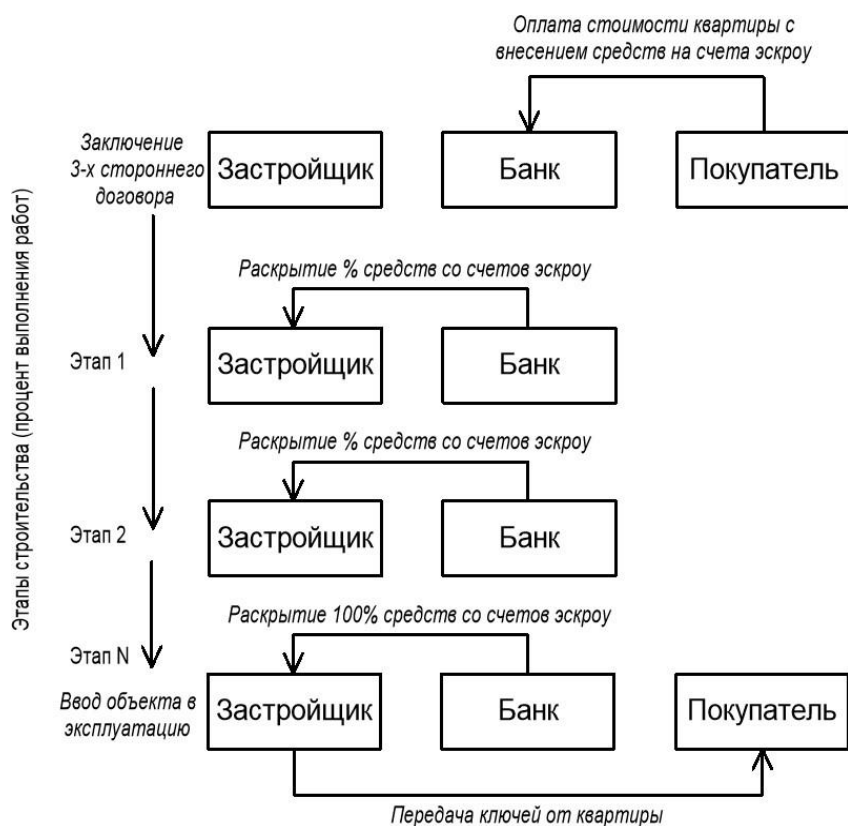 Оплата стоимости квартиры с
внесением средств на счета эскроу
Заключение
3-х стороннего
договора
Застройщик
Банк
Покупатель
Этапы строительства (процент выполнения работ)
Раскрытие % средств со счетов эскроу
Этап 1
Застройщик
Банк
Раскрытие % средств со счетов эскроу
Этап 2
Застройщик
Банк
Раскрытие 100% средств со счетов эскроу
Этап N
Ввод объекта в
эксплуатацию
Застройщик
Банк
Покупатель
Передача ключей от квартиры